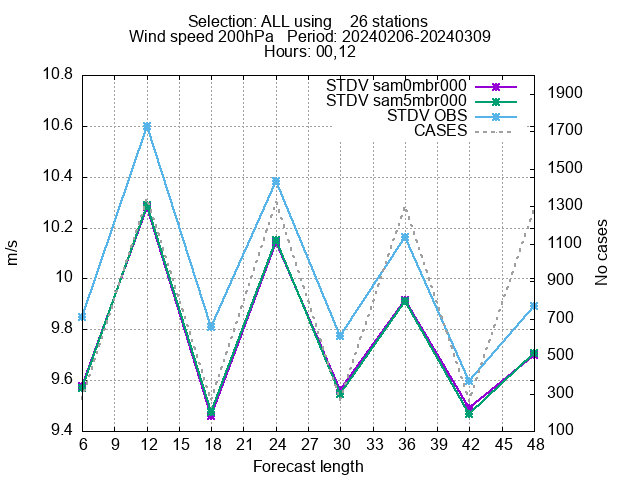 Selection: ALL using 26 stations
Wind speed 200hPa Period: 20240206-20240309
Hours: 00,12
STDV sam0mbr000
STDV sam5mbr000
STDV OBS
CASES
10.8
10.6
10.4
10.2
10
9.8
9.6
9.4
m/s
1900
1700
1500
1300
1100
900
700
500
300
100
No cases
6 9 12 15 18 21 24 27 30 33 36 39 42 45 48
Forecast length